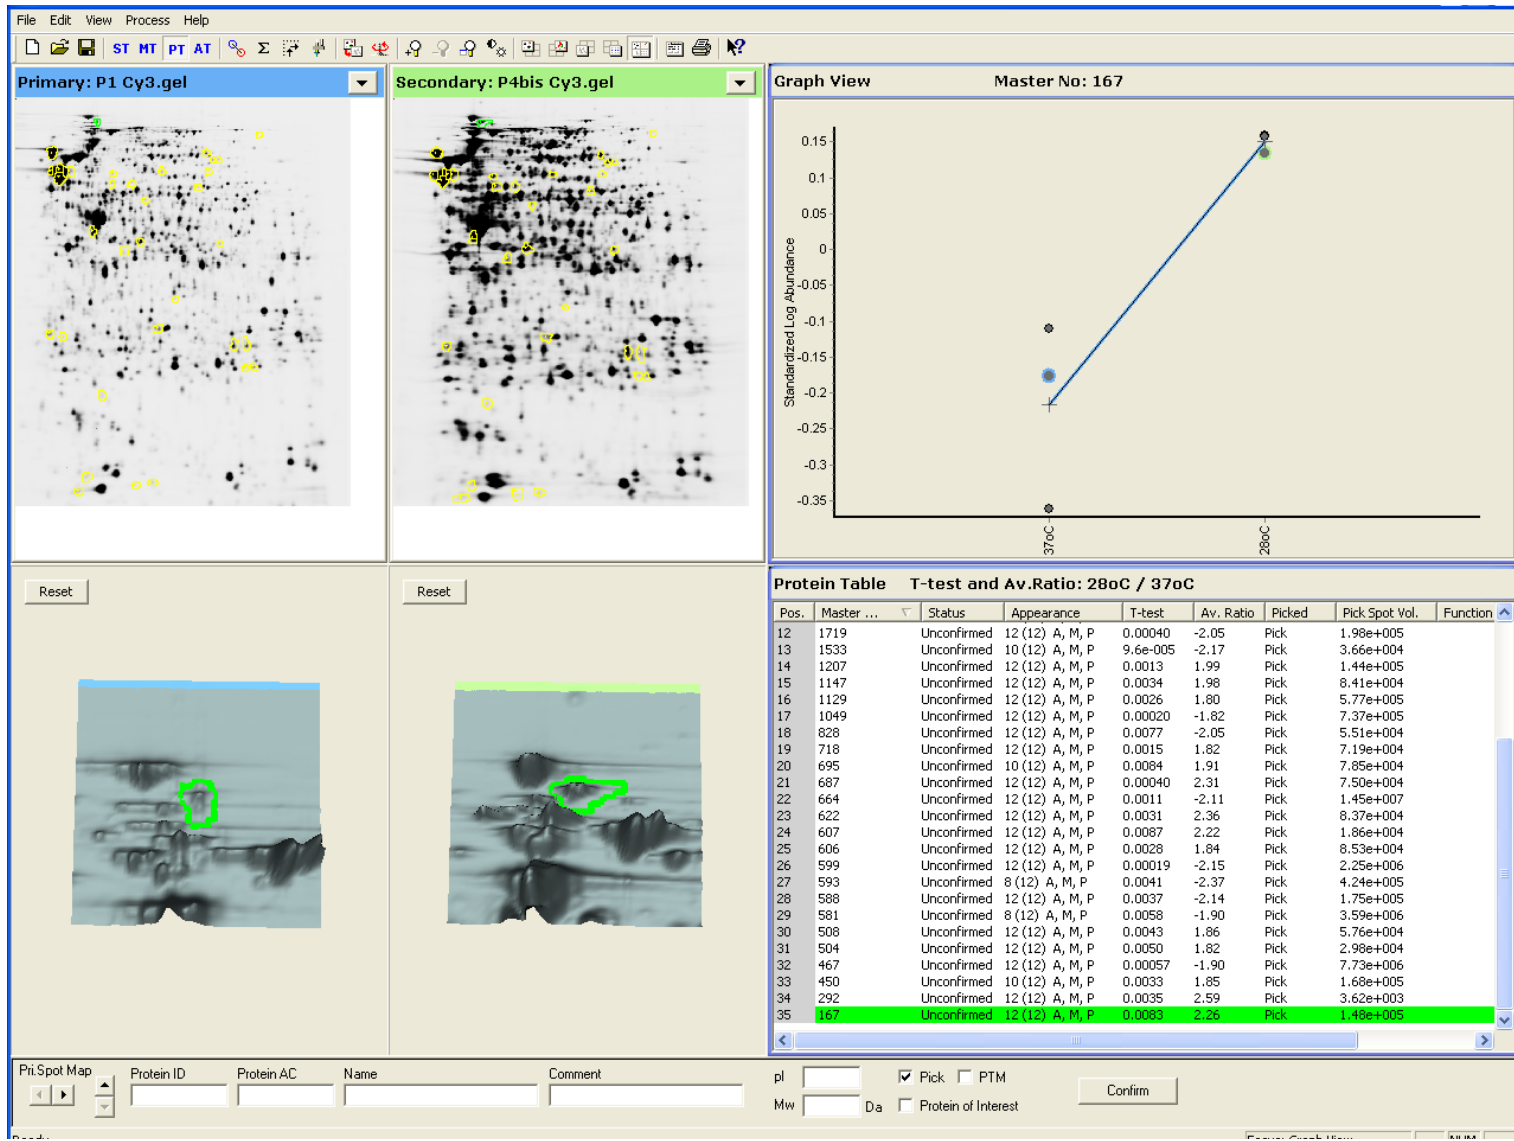 File Edit View Process Help
ST MT PT AT Σ
Primary: P1 Cy3.gel
Secondary: P4bis Cy3.gel
Graph View Master No: 167
0.15
0.1
0.05
0
-0.05
-0.1
-0.15
-0.2
-0.25
-0.3
-0.35
Standardized Log Abundance
37oC
28oC
Reset
Reset
Protein Table T-test and Av.Ratio: 28oC / 37oC
Pos. Master ... Status Appearance T-test Av. Ratio Picked Pick Spot Vol. Function
12 1719 Unconfirmed 12 (12) A, M, P 0.00040 -2.05 Pick 1.98e+005
13 1533 Unconfirmed 10 (12) A, M, P 9.6e-005 -2.17 Pick 3.66e+004
14 1207 Unconfirmed 12 (12) A, M, P 0.0013 1.99 Pick 1.44e+005
15 1147 Unconfirmed 12 (12) A, M, P 0.0034 1.98 Pick 8.41e+004
16 1129 Unconfirmed 12 (12) A, M, P 0.0026 1.80 Pick 5.77e+005
17 1049 Unconfirmed 12 (12) A, M, P 0.00020 -1.82 Pick 7.37e+005
18 828 Unconfirmed 12 (12) A, M, P 0.0077 -2.05 Pick 5.51e+004
19 718 Unconfirmed 12 (12) A, M, P 0.0015 1.82 Pick 7.19e+004
20 695 Unconfirmed 10 (12) A, M, P 0.0084 1.91 Pick 7.85e+004
21 687 Unconfirmed 12 (12) A, M, P 0.00040 2.31 Pick 7.50e+004
22 664 Unconfirmed 12 (12) A, M, P 0.0011 -2.11 Pick 1.45e+007
23 622 Unconfirmed 12 (12) A, M, P 0.0031 2.36 Pick 8.37e+004
24 607 Unconfirmed 12 (12) A, M, P 0.0087 2.22 Pick 1.86e+004
25 606 Unconfirmed 12 (12) A, M, P 0.0028 1.84 Pick 8.53e+004
26 599 Unconfirmed 12 (12) A, M, P 0.00019 -2.15 Pick 2.25e+006
27 593 Unconfirmed 8 (12) A, M, P 0.0041 -2.37 Pick 4.24e+005
28 588 Unconfirmed 12 (12) A, M, P 0.0037 -2.14 Pick 1.75e+005
29 581 Unconfirmed 8 (12) A, M, P 0.0058 -1.90 Pick 3.59e+006
30 508 Unconfirmed 12 (12) A, M, P 0.0043 1.86 Pick 5.76e+004
31 504 Unconfirmed 12 (12) A, M, P 0.0050 1.82 Pick 2.98e+004
32 467 Unconfirmed 12 (12) A, M, P 0.00057 -1.90 Pick 7.73e+006
33 450 Unconfirmed 10 (12) A, M, P 0.0033 1.85 Pick 1.68e+005
34 292 Unconfirmed 12 (12) A, M, P 0.0035 2.59 Pick 3.62e+003
35 167 Unconfirmed 12 (12) A, M, P 0.0083 2.26 Pick 1.48e+005
Pri.Spot Map Protein ID Protein AC Name Comment
pI Pick PTM
Confirm
Mw Da Protein of Interest
Ready Focus: Graph View NUM